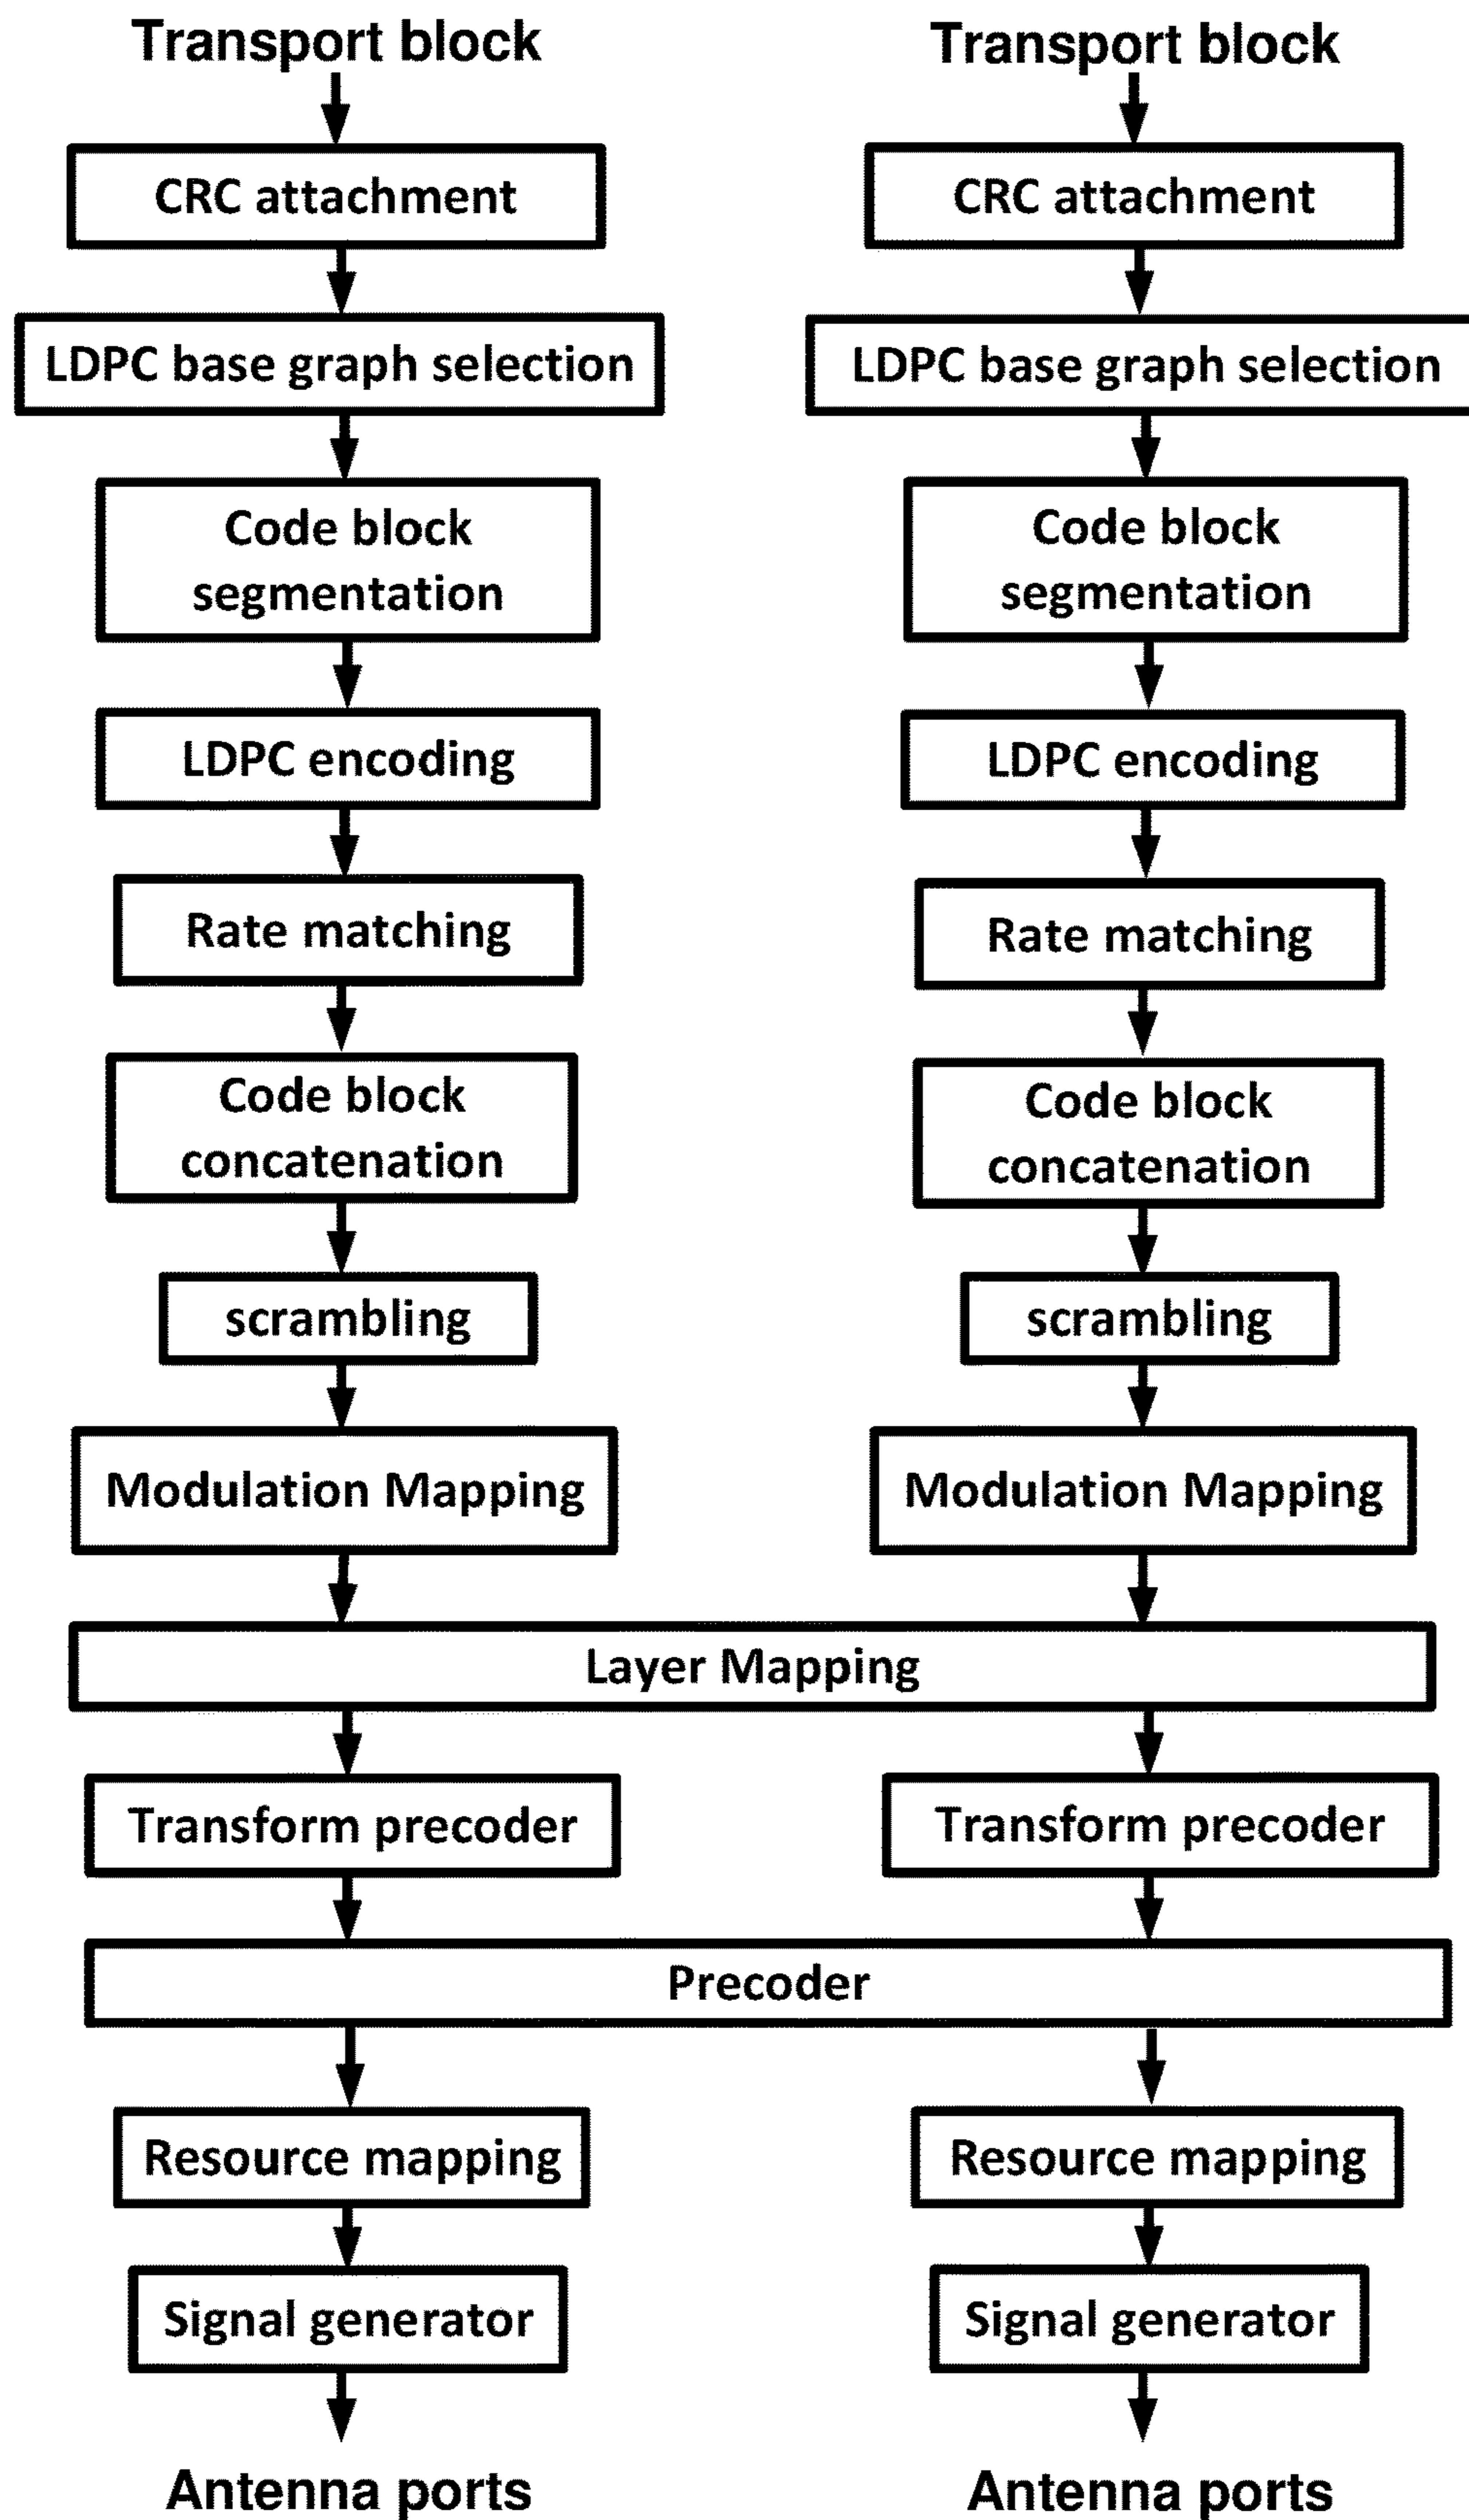 Transport block
Transport block
CRC attachment
CRC attachment
LDPC base graph selection
LDPC base graph selection
Code block
segmentation
Code block
segmentation
LDPC encoding
LDPC encoding
Rate matching
Rate matching
Code block
concatenation
Code block
concatenation
scrambling
scrambling
Modulation Mapping
Modulation Mapping
Layer Mapping
Transform precoder
Transform precoder
Precoder
Resource mapping
Resource mapping
Signal generator
Signal generator
Antenna ports
Antenna ports